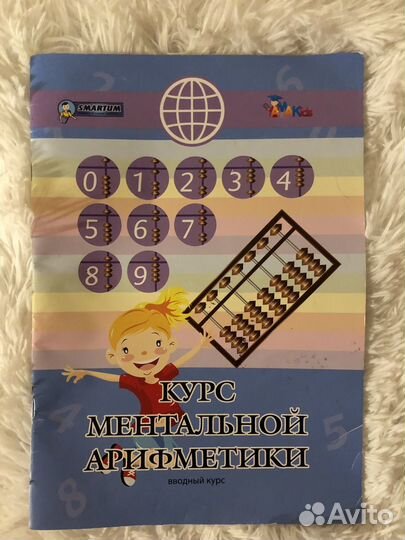 SMARTUM
Kids
0 1 2 3 4
5 6 7
8 9
КУРС
МЕНТАЛЬНОЙ
АРИФМЕТИКИ
вводный курс
Avito